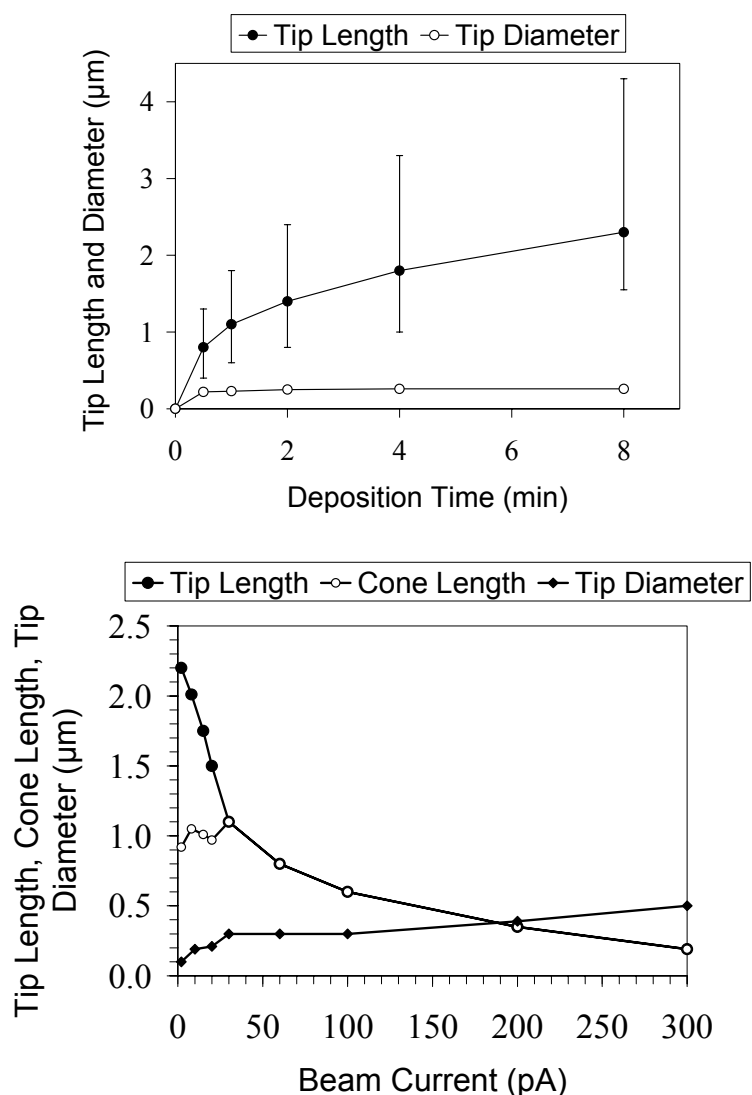 Tip Length Tip Diameter
Tip Length and Diameter (µm)
4
3
2
1
0
0 2 4 6 8
Deposition Time (min)
Tip Length Cone Length Tip Diameter
Tip Length, Cone Length, Tip
Diameter (µm)
2.5
2.0
1.5
1.0
0.5
0.0
0 50 100 150 200 250 300
Beam Current (pA)